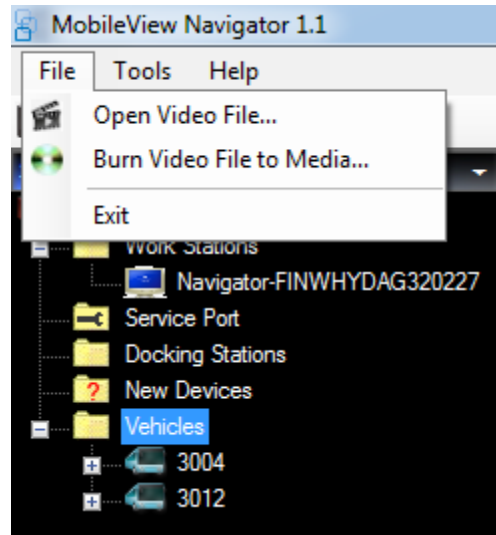 MobileView Navigator 1.1
File Tools Help
Open Video File...
Burn Video File to Media...
Exit
Work Stations
Navigator-FINWHYDAG320227
Service Port
Docking Stations
New Devices
Vehicles
3004
3012